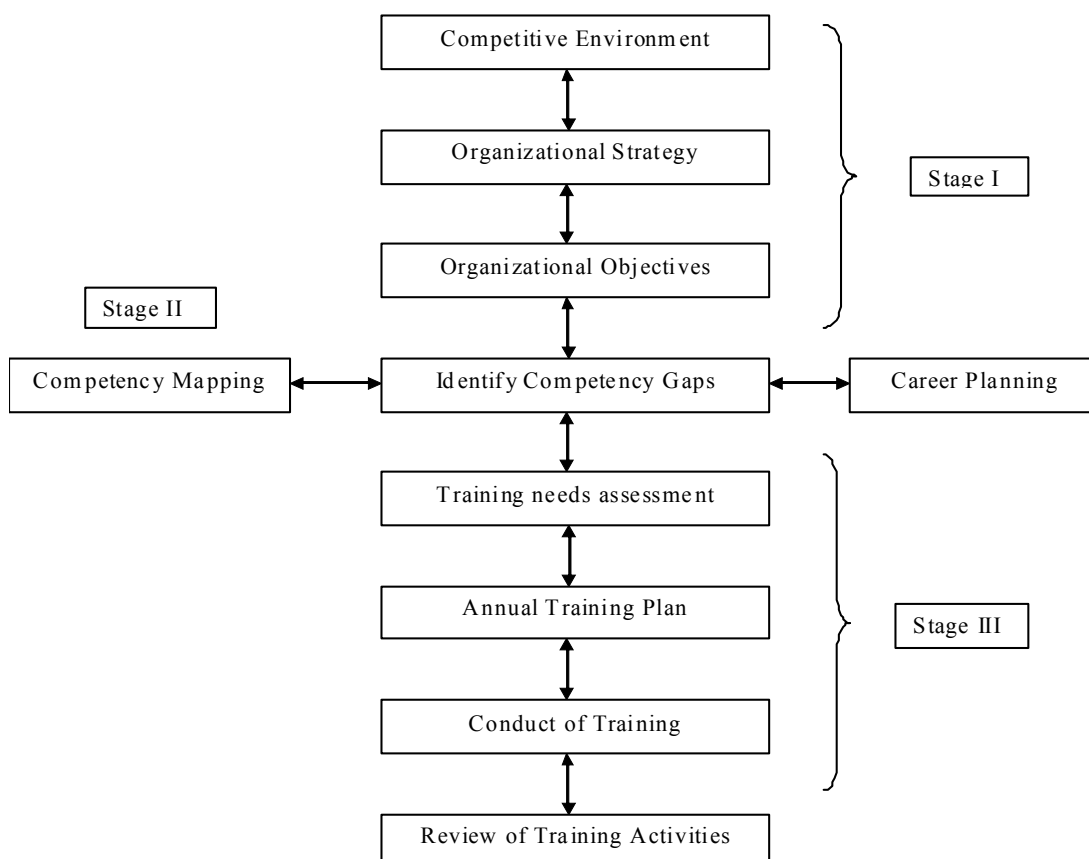 Competitive Environment
Organizational Strategy
Stage I
Organizational Objectives
Stage II
Competency Mapping
Identify Competency Gaps
Career Planning
Training needs assessment
Annual Training Plan
Stage III
Conduct of Training
Review of Training Activities